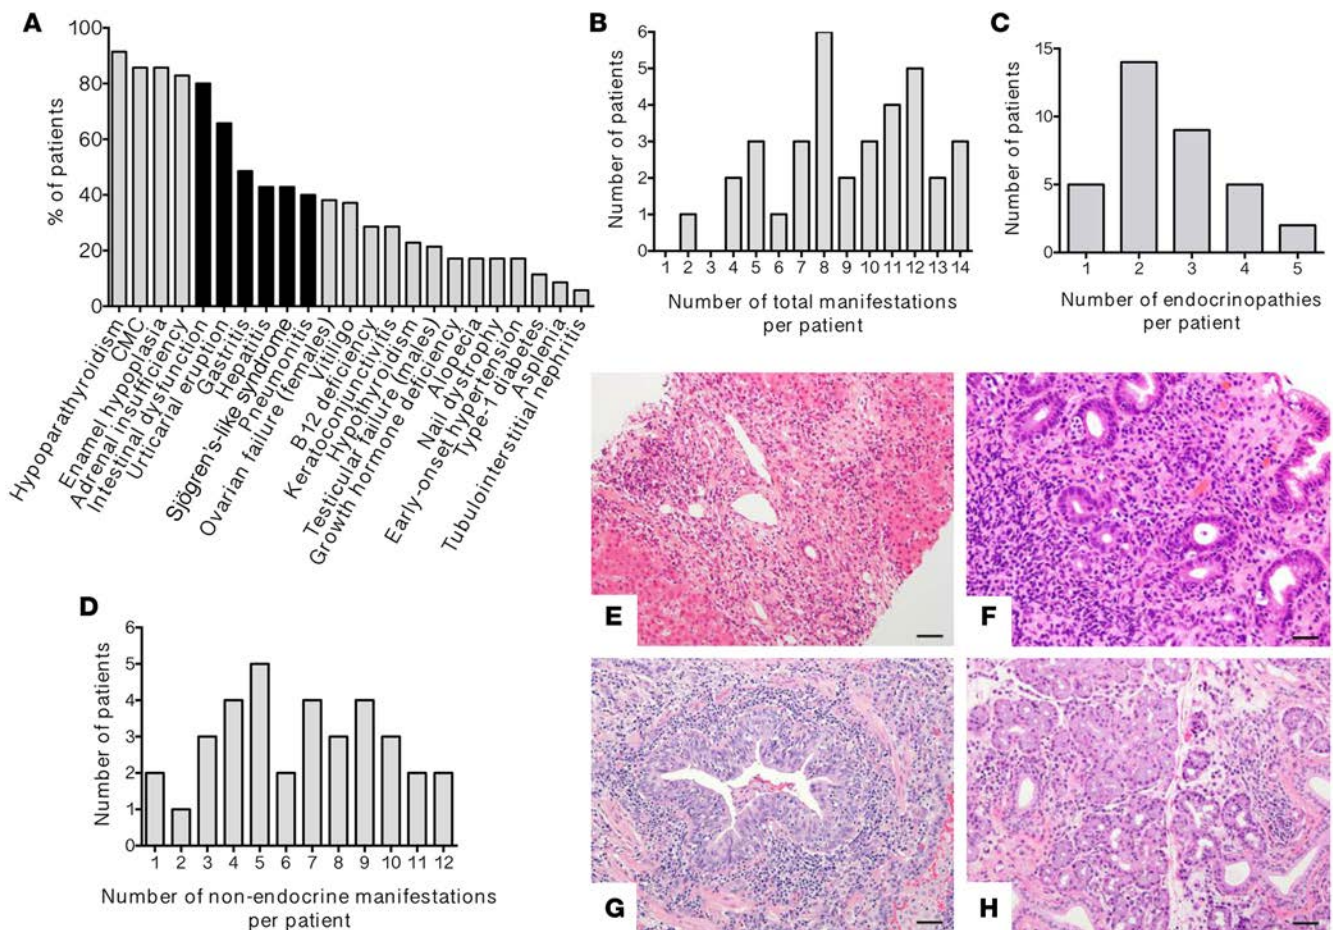 A
100
80
60
40
20
0
% of patients
Hypoparathyroidism
CMC
Enamel hypoplasia
Adrenal insufficiency
Intestinal dysfunction
Urticarial eruption
Gastritis
Hepatitis
Sjögren's-like syndrome
Pneumonitis
Ovarian failure (females)
Vitiligo
B12 deficiency
Keratoconjunctivitis
Hypothyroidism
Testicular failure (males)
Growth hormone deficiency
Alopecia
Nail dystrophy
Early-onset hypertension
Type-1 diabetes
Asplenia
Tubulointerstitial nephritis
B
6
5
4
3
2
1
0
Number of patients
1 2 3 4 5 6 7 8 9 10 11 12 13 14
Number of total manifestations
per patient
C
15
10
5
0
Number of patients
1 2 3 4 5
Number of endocrinopathies
per patient
D
6
5
4
3
2
1
0
Number of patients
1 2 3 4 5 6 7 8 9 10 11 12
Number of non-endocrine manifestations
per patient
E
F
G
H